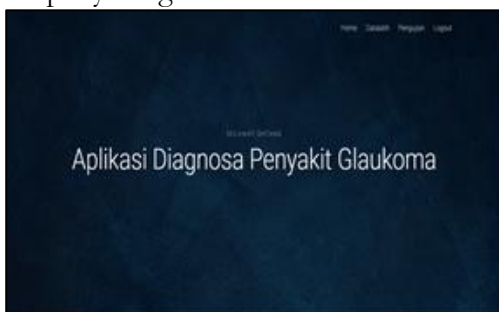 Home Datalatih Pengujian Logout
SELAMAT DATANG
Aplikasi Diagnosa Penyakit Glaukoma